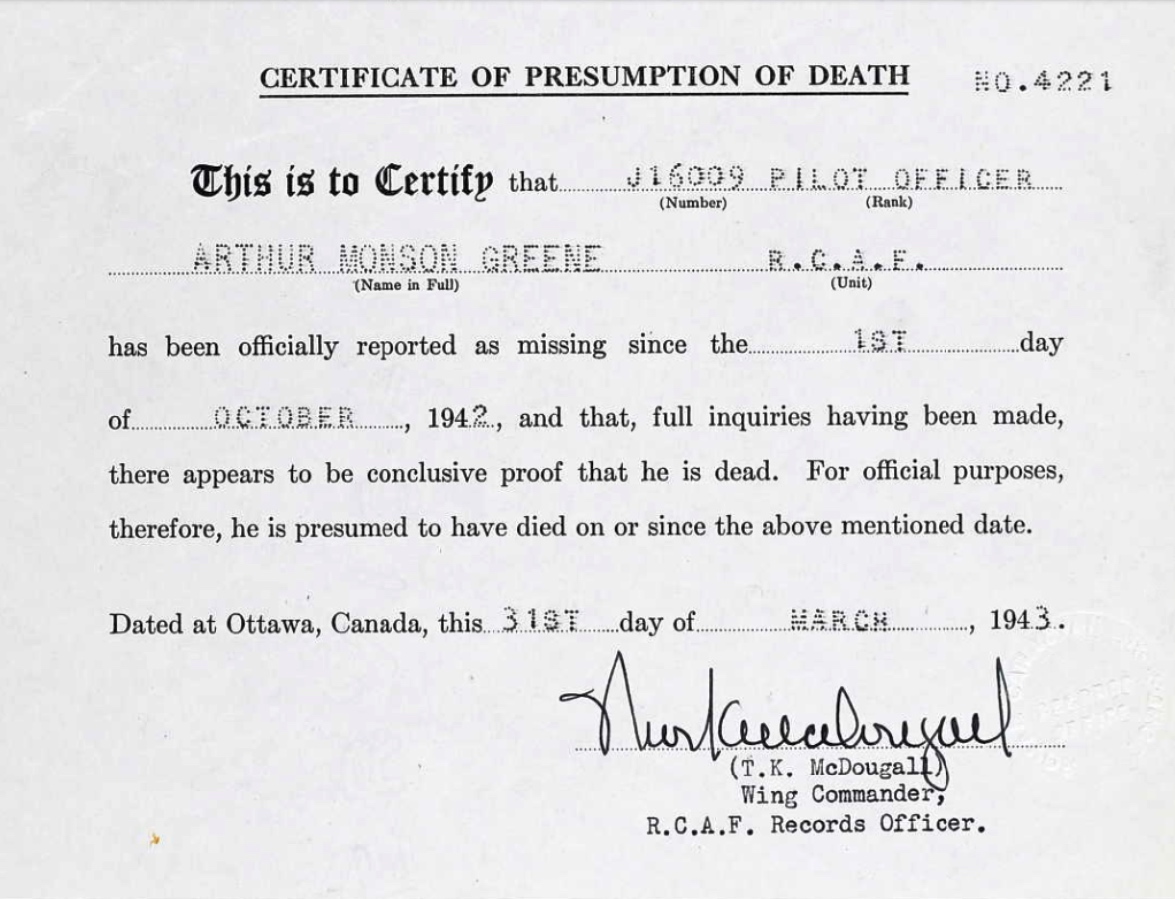 CERTIFICATE OF PRESUMPTION OF DEATH NO.4221
This is to Certify that J16009 PILOT OFFICER
(Number) (Rank)
ARTHUR MONSON GREENE R.C.A.F.
(Name in Full) (Unit)
has been officially reported as missing since the 1ST day
of OCTOBER, 1942, and that, full inquiries having been made,
there appears to be conclusive proof that he is dead. For official purposes,
therefore, he is presumed to have died on or since the above mentioned date.
Dated at Ottawa, Canada, this 31ST day of MARCH, 1943.
(T.K. McDougall)
Wing Commander,
R.C.A.F. Records Officer.